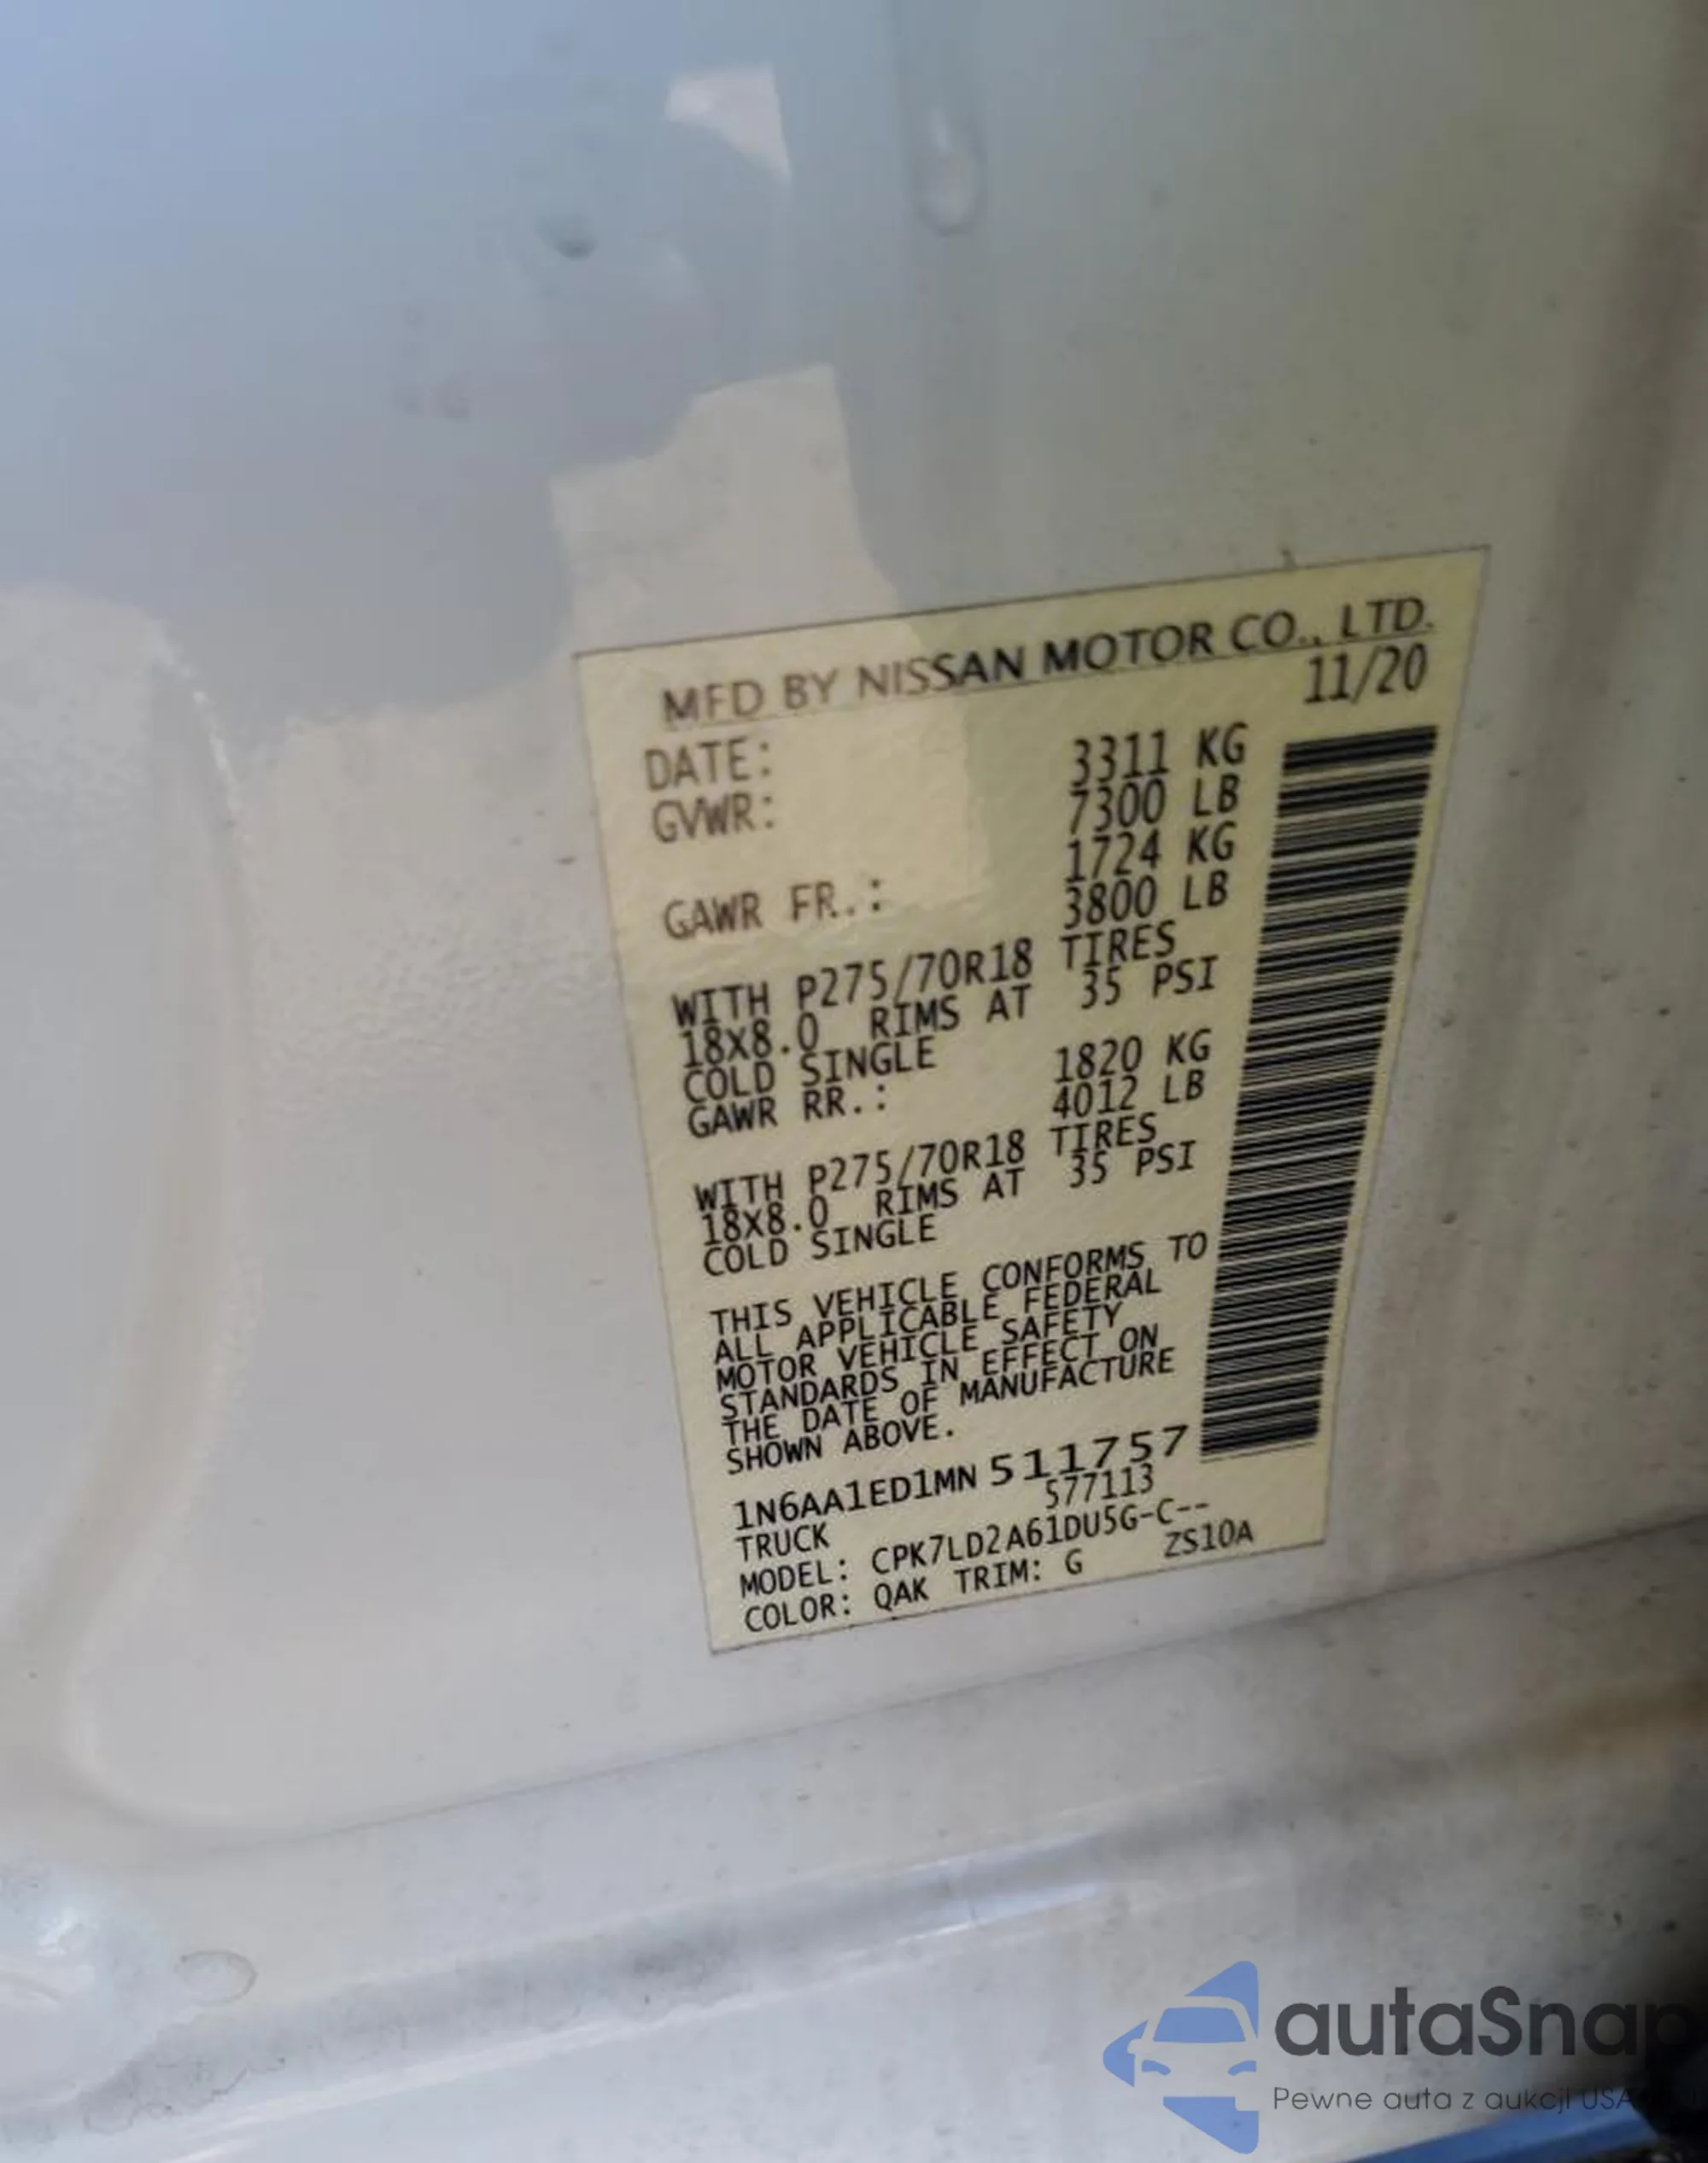 MFD BY NISSAN MOTOR CO., LTD.
DATE: 11/20
GVWR: 3311 KG
7300 LB
GAWR FR.: 1724 KG
3800 LB
WITH P275/70R18 TIRES
18X8.0 RIMS AT 35 PSI
COLD SINGLE
GAWR RR.: 1820 KG
4012 LB
WITH P275/70R18 TIRES
18X8.0 RIMS AT 35 PSI
COLD SINGLE
THIS VEHICLE CONFORMS TO
ALL APPLICABLE FEDERAL
MOTOR VEHICLE SAFETY
STANDARDS IN EFFECT ON
THE DATE OF MANUFACTURE
SHOWN ABOVE.
1N6AA1ED1MN 511757
TRUCK 577113
MODEL: CPK7LD2A61DU5G-C--
COLOR: QAK TRIM: G ZS10A
autaSnap
Pewne auta z aukcji USA